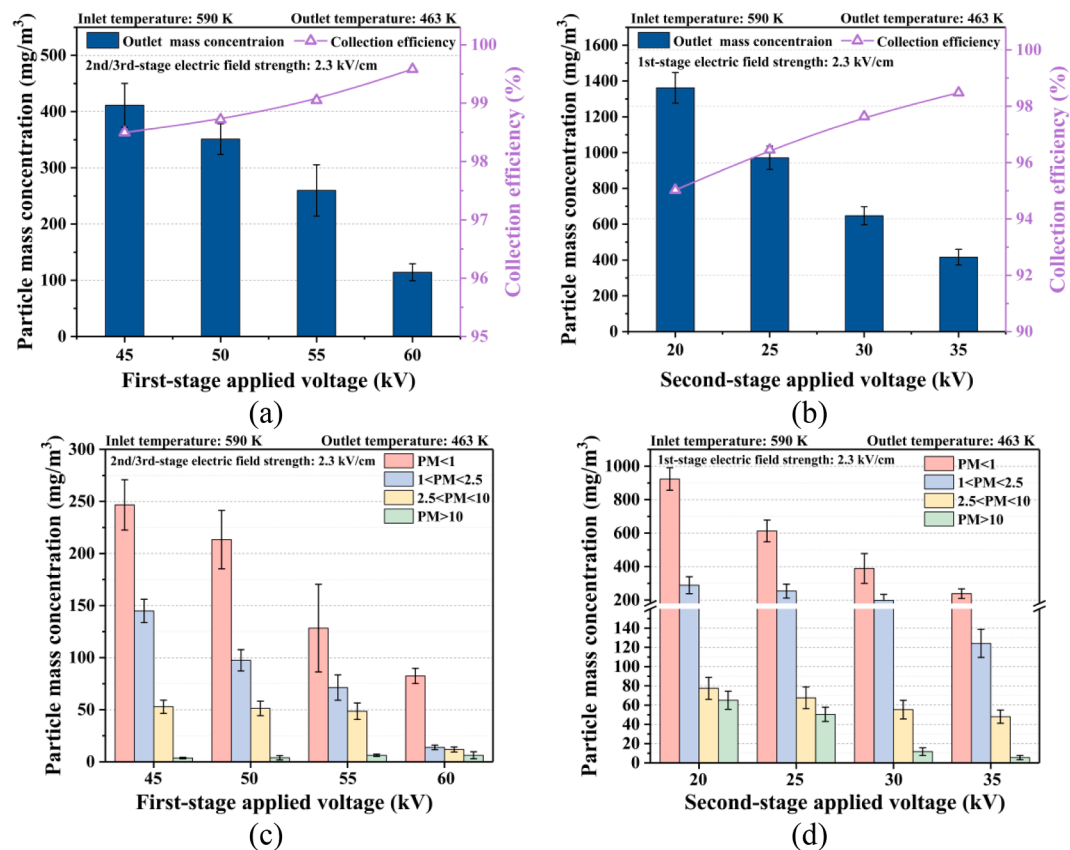 Inlet temperature: 590 K Outlet temperature: 463 K
Outlet mass concentraion Collection efficiency
2nd/3rd-stage electric field strength: 2.3 kV/cm
Particle mass concentration (mg/m³)
500
400
300
200
100
0
100
99
98
97
96
95
Collection efficiency (%)
45 50 55 60
First-stage applied voltage (kV)
(a)
Inlet temperature: 590 K Outlet temperature: 463 K
Outlet mass concentraion Collection efficiency
1st-stage electric field strength: 2.3 kV/cm
Particle mass concentration (mg/m³)
1600
1400
1200
1000
800
600
400
200
0
100
98
96
94
92
90
Collection efficiency (%)
20 25 30 35
Second-stage applied voltage (kV)
(b)
Inlet temperature: 590 K Outlet temperature: 463 K
2nd/3rd-stage electric field strength: 2.3 kV/cm
PM<1
1<PM<2.5
2.5<PM<10
PM>10
Particle mass concentration (mg/m³)
300
250
200
150
100
50
0
45 50 55 60
First-stage applied voltage (kV)
(c)
Inlet temperature: 590 K Outlet temperature: 463 K
1st-stage electric field strength: 2.3 kV/cm
PM<1
1<PM<2.5
2.5<PM<10
PM>10
Particle mass concentration (mg/m³)
1000
800
600
400
200
140
120
100
80
60
40
20
0
20 25 30 35
Second-stage applied voltage (kV)
(d)